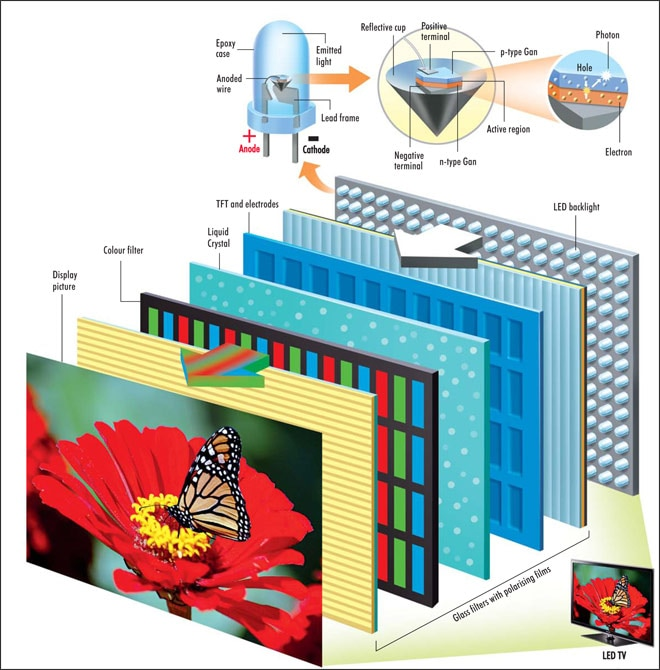 Reflective cup
Positive
terminal
Epoxy
case
Emitted
light
p-type Gan
Photon
Hole
Anoded
wire
Lead frame
Active region
Electron
+
Anode
-
Cathode
Negative
terminal
n-type Gan
TFT and electrodes
LED backlight
Liquid
Crystal
Colour filter
Display
picture
Glass filters with polarising films
LED TV